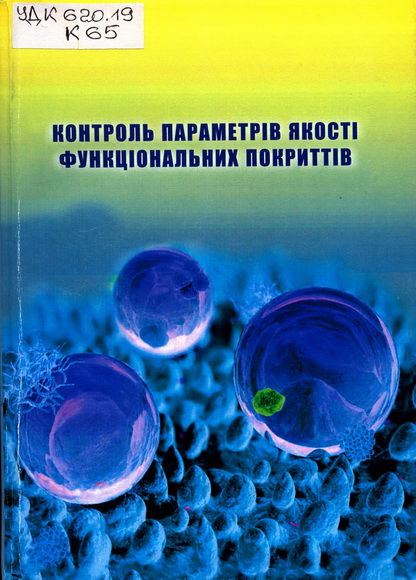 УДК 620.19
К 65
КОНТРОЛЬ ПАРАМЕТРІВ ЯКОСТІ
ФУНКЦІОНАЛЬНИХ ПОКРИТТІВ